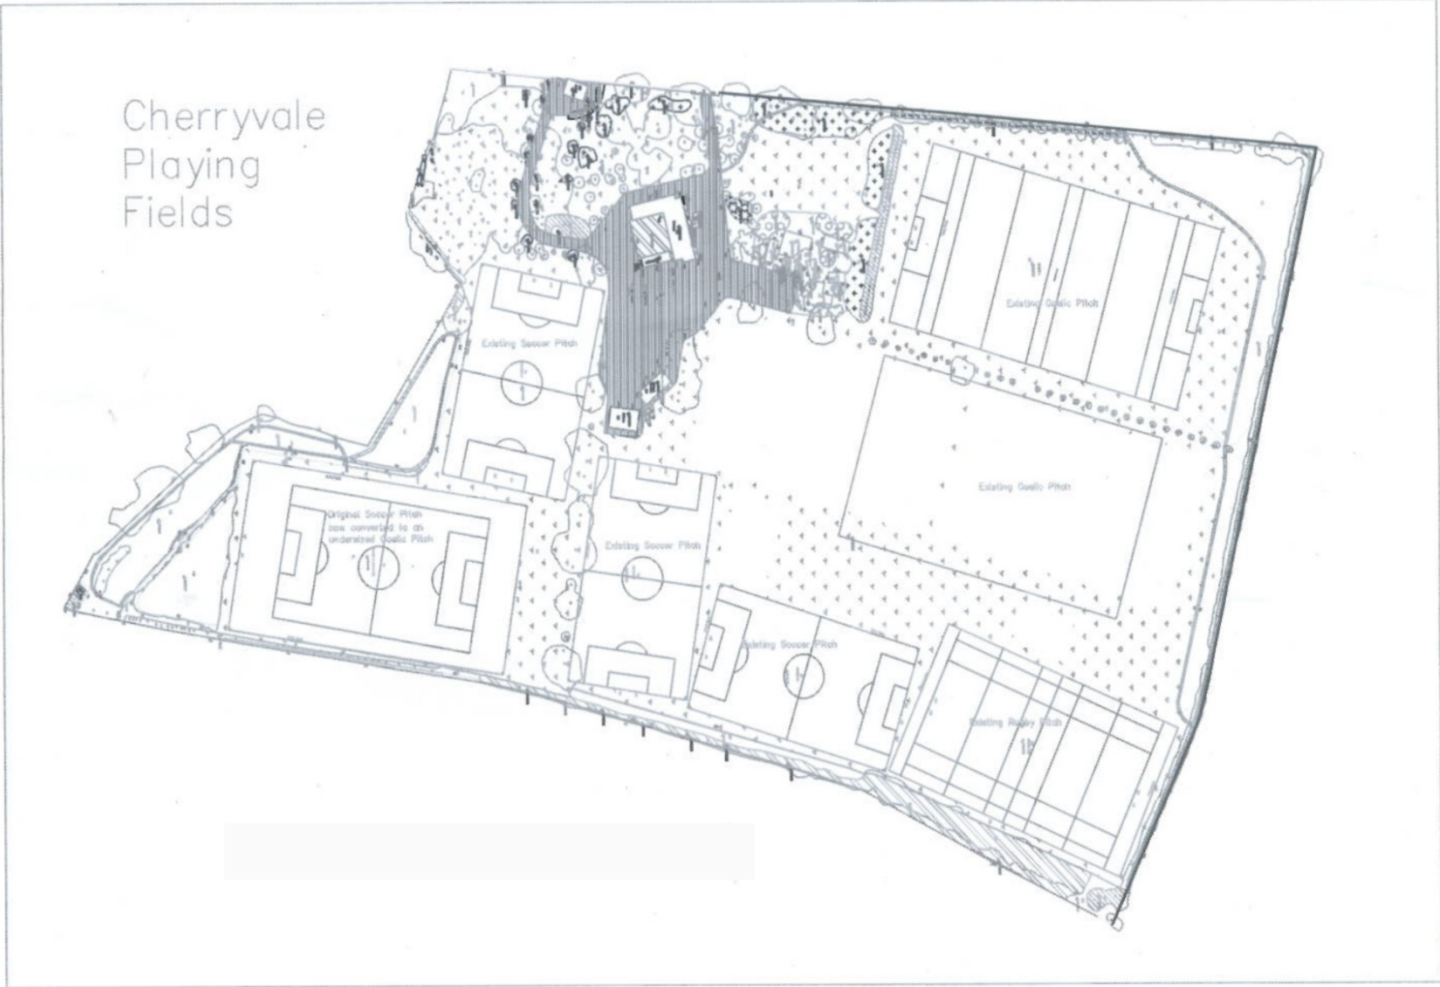 Cherryvale
Playing
Fields
Existing Gaelic Pitch
Existing Soccer Pitch
Existing Gaelic Pitch
Original Soccer Pitch
now converted to an
undersized Gaelic Pitch
Existing Soccer Pitch
Existing Soccer Pitch
Existing Rugby Pitch